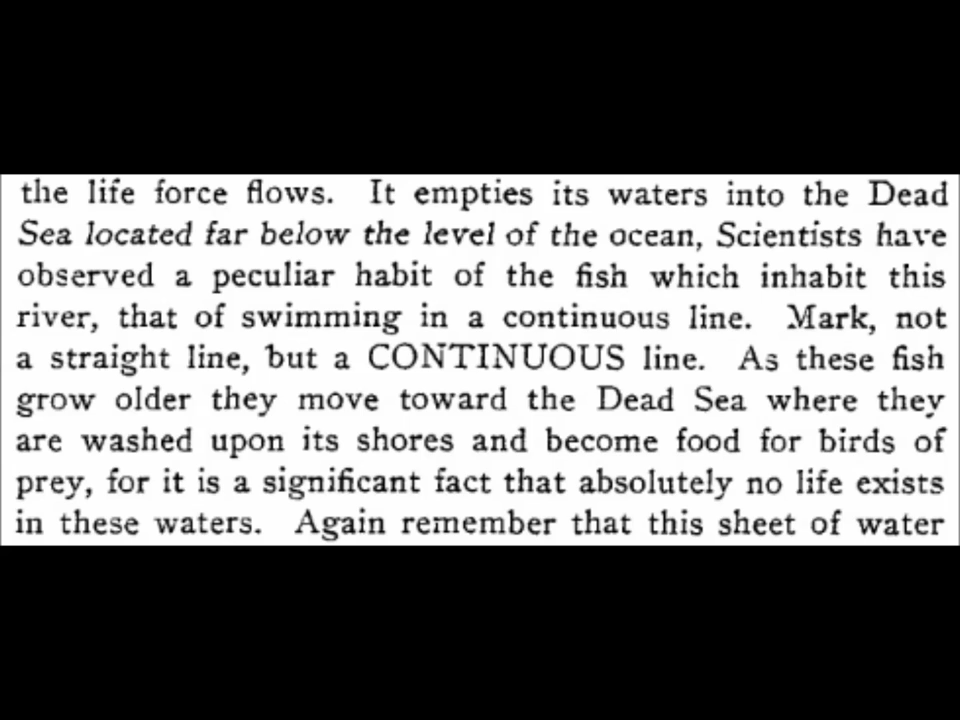 the life force flows. It empties its waters into the Dead
Sea located far below the level of the ocean, Scientists have
observed a peculiar habit of the fish which inhabit this
river, that of swimming in a continuous line. Mark, not
a straight line, but a CONTINUOUS line. As these fish
grow older they move toward the Dead Sea where they
are washed upon its shores and become food for birds of
prey, for it is a significant fact that absolutely no life exists
in these waters. Again remember that this sheet of water